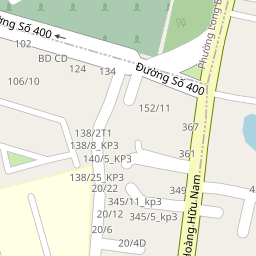 Đường Số 400
Phường Long B
102
BD CD
124
134
Đường Số 400
106/10
152/11
367
138/2T1
138/8_KP3
140/5_KP3
361
138/25_KP3
20/22
349
345/11_kp3
20/12
345/5_kp3
20/6
20/4D
Hoàng Hữu Nam